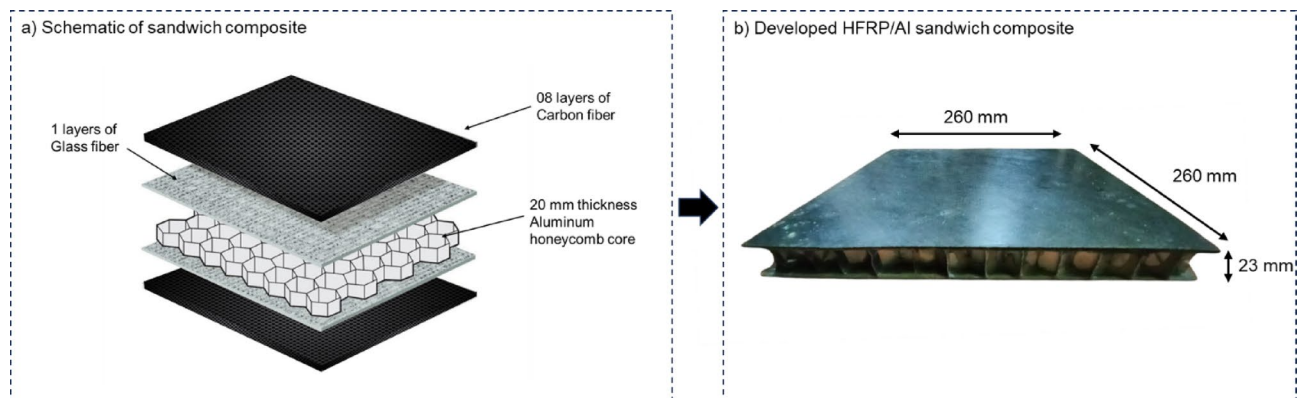 a) Schematic of sandwich composite
08 layers of
Carbon fiber
1 layers of
Glass fiber
20 mm thickness
Aluminum
honeycomb core
b) Developed HFRP/Al sandwich composite
260 mm
260 mm
23 mm